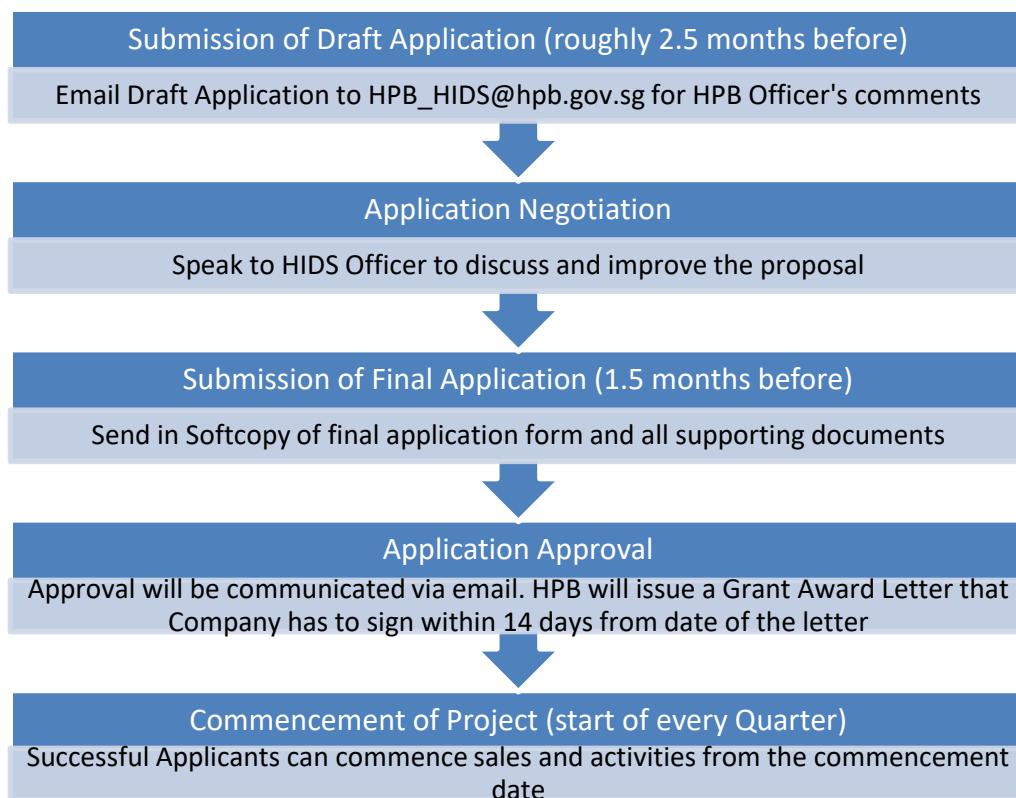 Submission of Draft Application (roughly 2.5 months before)
Email Draft Application to HPB_HIDS@hpb.gov.sg for HPB Officer's comments
Application Negotiation
Speak to HIDS Officer to discuss and improve the proposal
Submission of Final Application (1.5 months before)
Send in Softcopy of final application form and all supporting documents
Application Approval
Approval will be communicated via email. HPB will issue a Grant Award Letter that
Company has to sign within 14 days from date of the letter
Commencement of Project (start of every Quarter)
Successful Applicants can commence sales and activities from the commencement
date